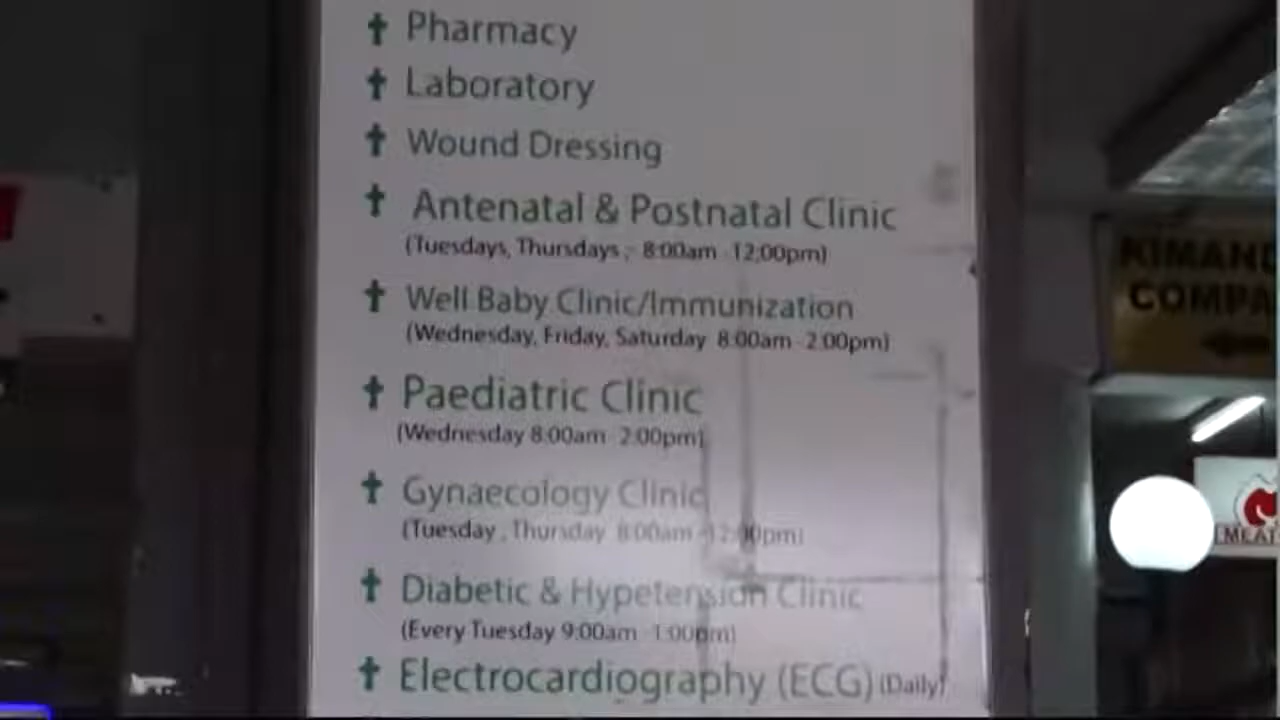 Pharmacy
Laboratory
Wound Dressing
Antenatal & Postnatal Clinic
(Tuesdays, Thursdays ; 8:00am -12:00pm)
Well Baby Clinic/Immunization
(Wednesday, Friday, Saturday 8:00am -2:00pm)
Paediatric Clinic
(Wednesday 8:00am -2:00pm)
Gynaecology Clinic
(Tuesday , Thursday 8:00am -12:00pm)
Diabetic & Hypetension Clinic
(Every Tuesday 9:00am -1:00pm)
Electrocardiography (ECG) (Daily)
KIMAND
COMPA
MEAT